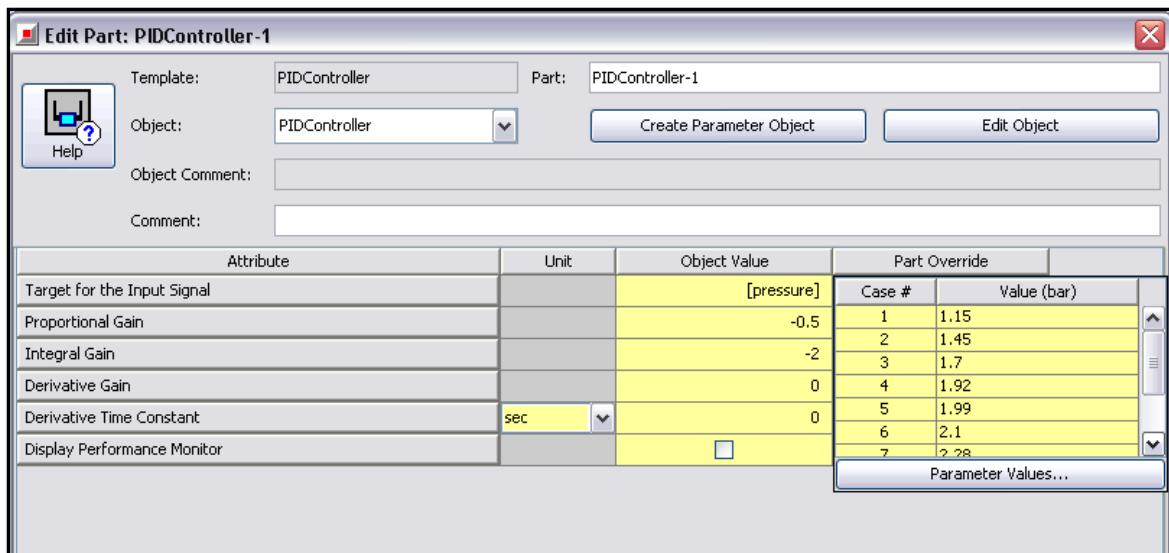 Edit Part: PIDController-1
Template: PIDController Part: PIDController-1
Help
Object: PIDController Create Parameter Object Edit Object
Object Comment:
Comment:
Attribute Unit Object Value Part Override
Target for the Input Signal [pressure]
Proportional Gain -0.5
Integral Gain -2
Derivative Gain 0
Derivative Time Constant sec 0
Display Performance Monitor
Case # Value (bar)
1 1.15
2 1.45
3 1.7
4 1.92
5 1.99
6 2.1
7 2.28
Parameter Values...